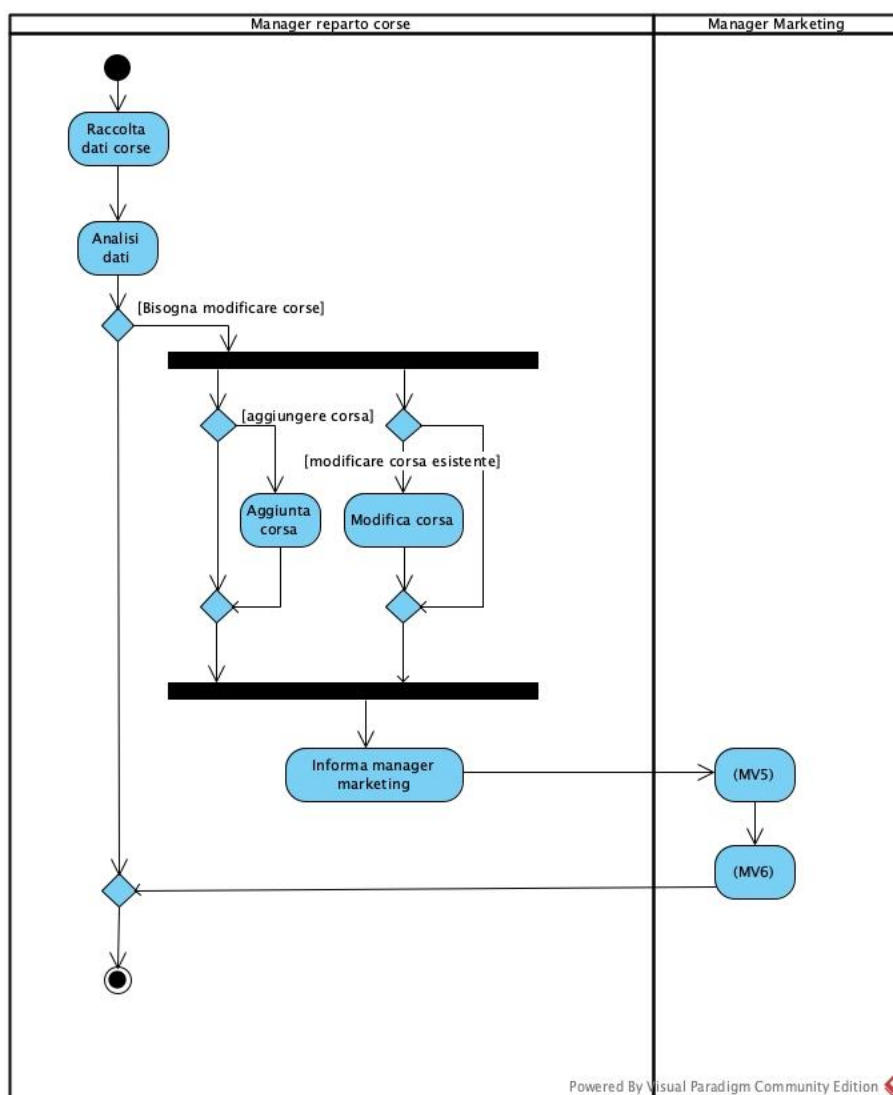 Manager reparto corse
Manager Marketing
Raccolta
dati corse
Analisi
dati
[Bisogna modificare corse]
[aggiungere corsa]
[modificare corsa esistente]
Aggiunta
corsa
Modifica corsa
Informa manager
marketing
(MV5)
(MV6)
Powered By Visual Paradigm Community Edition